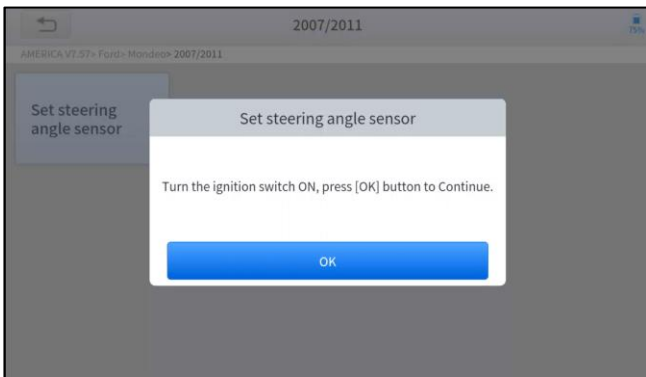 2007/2011
75%
AMERICA V7.57> Ford> Mondeo> 2007/2011
Set steering
angle sensor
Set steering angle sensor
Turn the ignition switch ON, press [OK] button to Continue.
OK